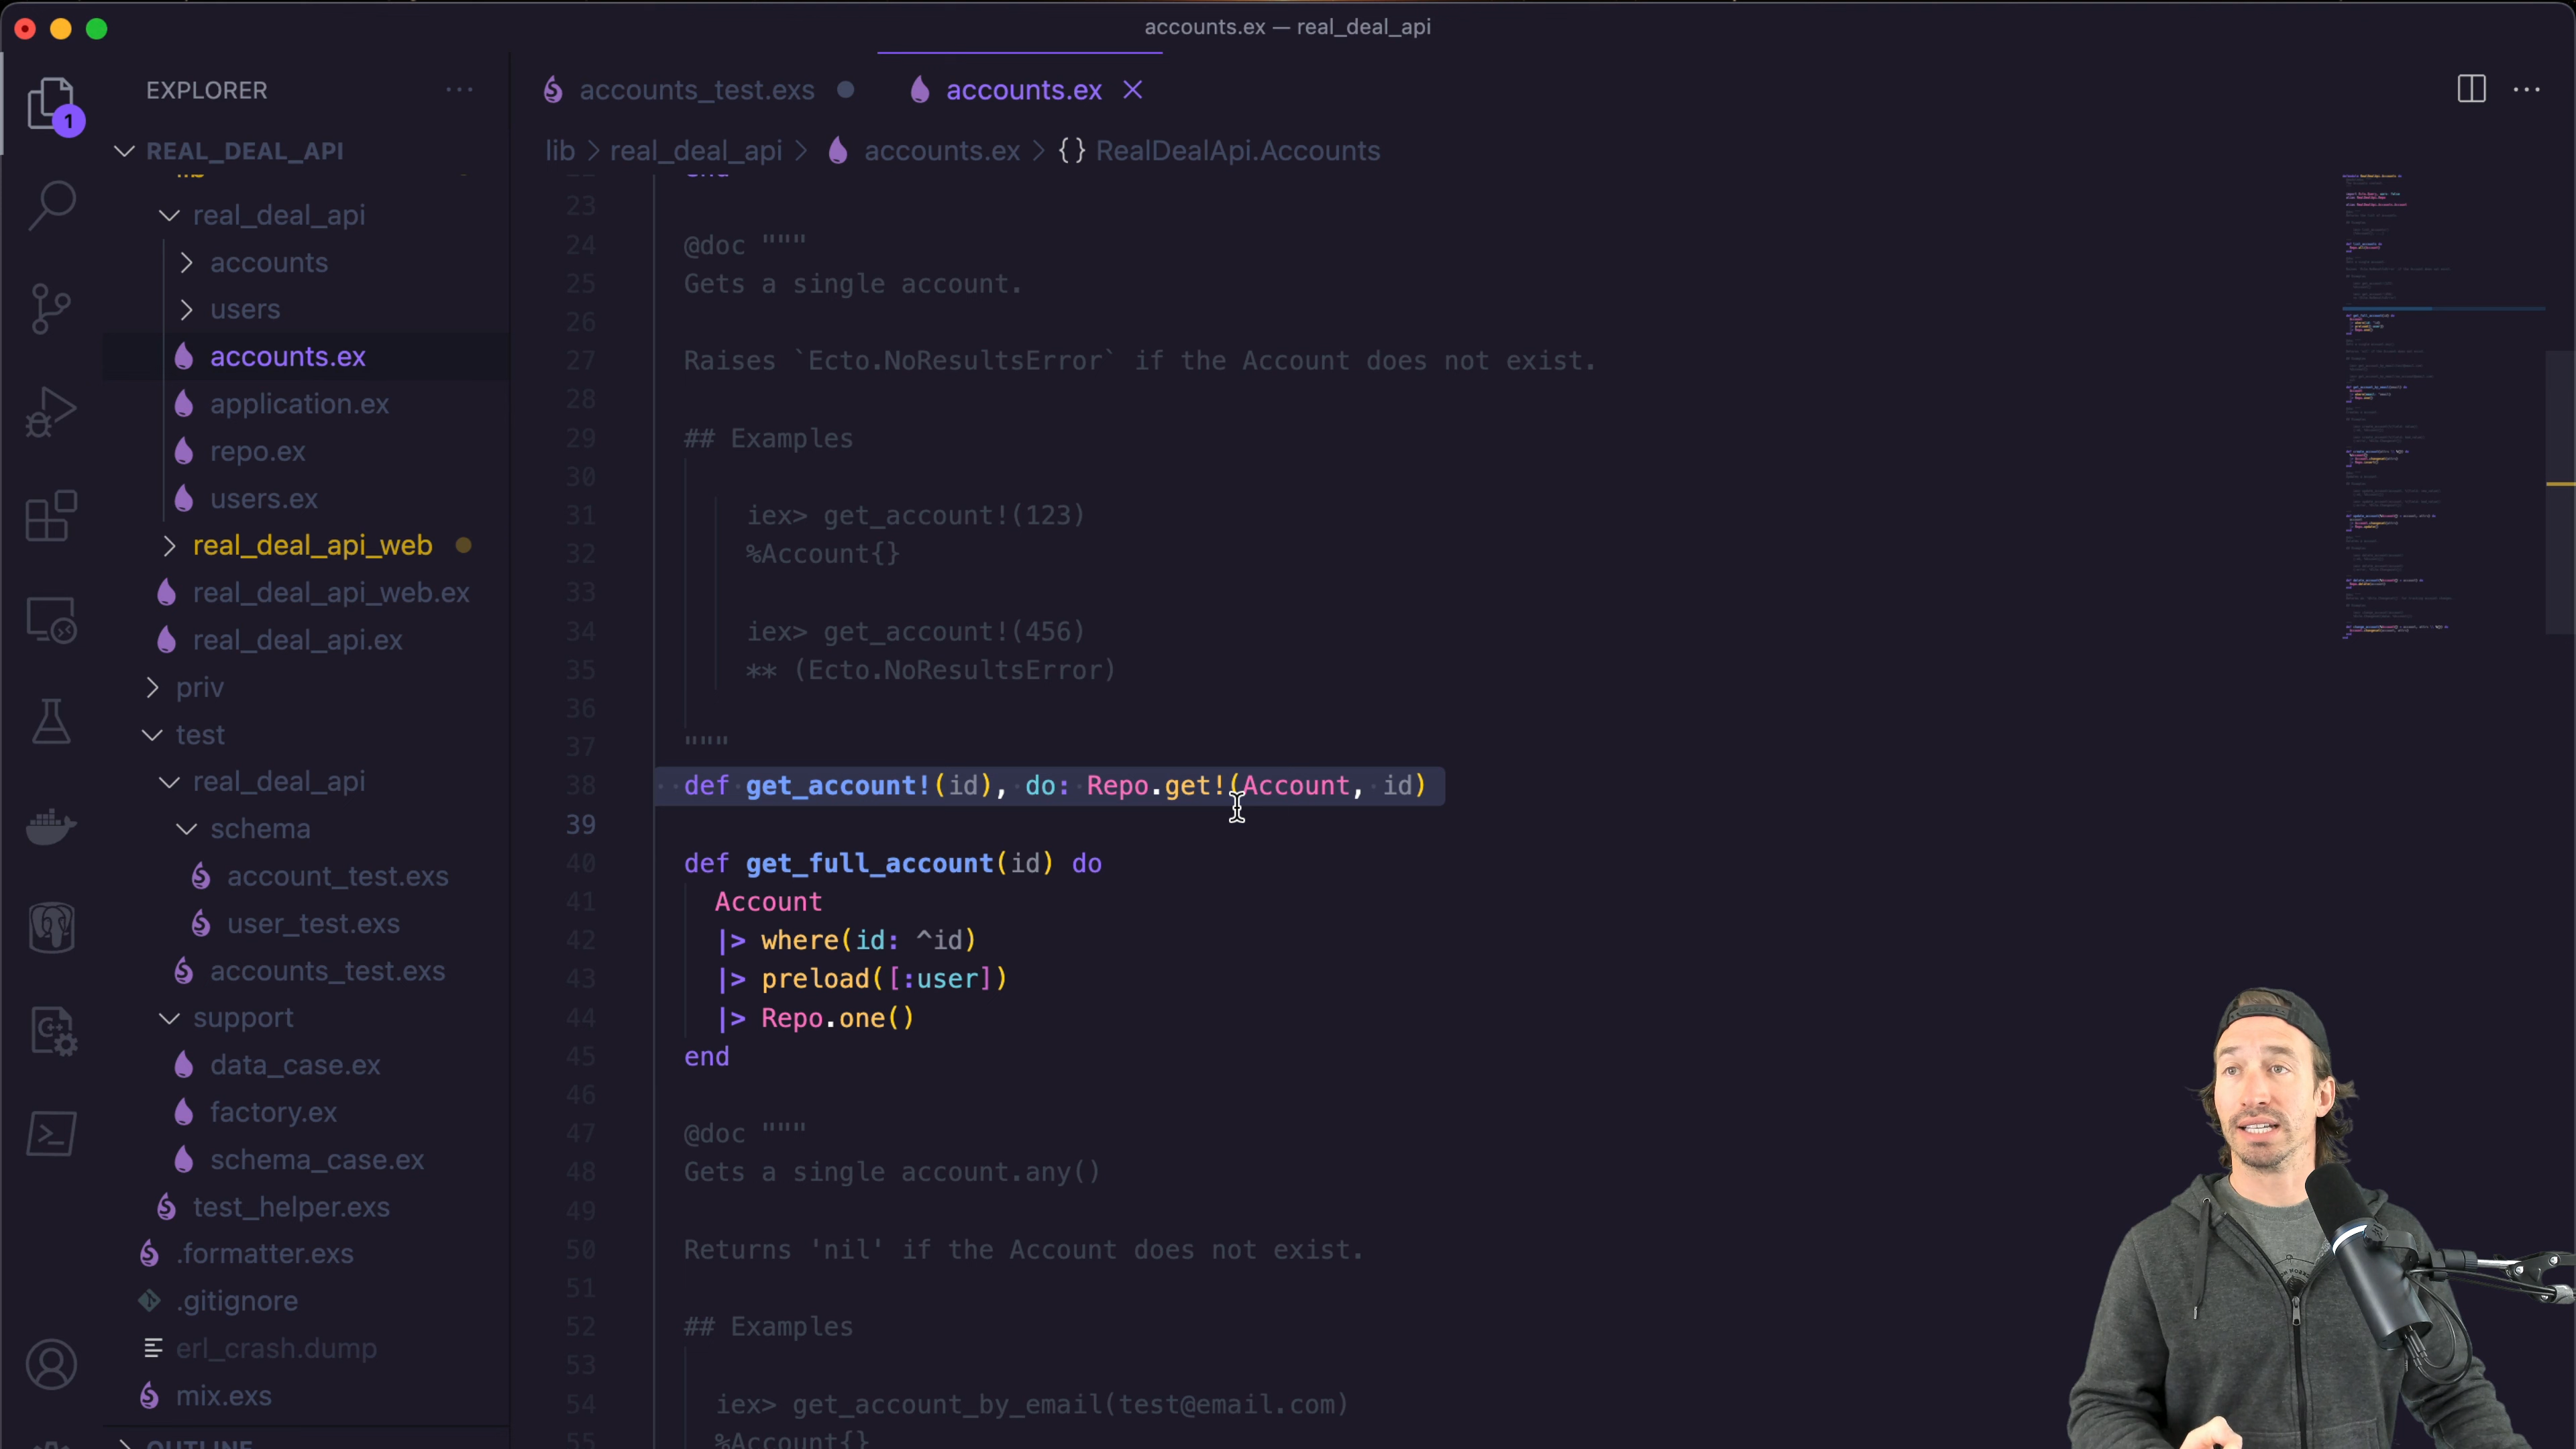 accounts.ex — real_deal_api
EXPLORER
accounts_test.exs
accounts.ex
1
REAL_DEAL_API
lib > real_deal_api > accounts.ex > {} RealDealApi.Accounts
lib
real_deal_api
accounts
users
accounts.ex
application.ex
repo.ex
users.ex
real_deal_api_web
real_deal_api_web.ex
real_deal_api.ex
priv
test
real_deal_api
schema
account_test.exs
user_test.exs
accounts_test.exs
support
data_case.ex
factory.ex
schema_case.ex
test_helper.exs
.formatter.exs
.gitignore
erl_crash.dump
mix.exs
OUTLINE
end
23
24 @doc """
25 Gets a single account.
26
27 Raises `Ecto.NoResultsError` if the Account does not exist.
28
29 ## Examples
30
31 iex> get_account!(123)
32 %Account{}
33
34 iex> get_account!(456)
35 ** (Ecto.NoResultsError)
36
37 """
38 def get_account!(id), do: Repo.get!(Account, id)
39
40 def get_full_account(id) do
41 Account
42 |> where(id: ^id)
43 |> preload([:user])
44 |> Repo.one()
45 end
46
47 @doc """
48 Gets a single account.any()
49
50 Returns 'nil' if the Account does not exist.
51
52 ## Examples
53
54 iex> get_account_by_email(test@email.com)
55 %Account{}